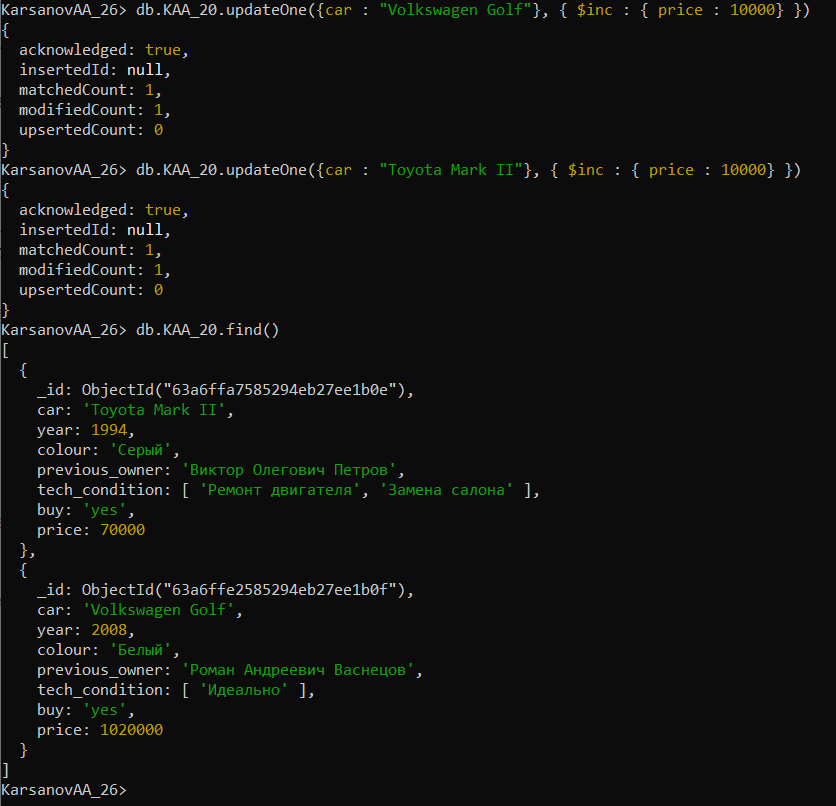 KarsanovAA_26> db.KAA_20.updateOne({car : "Volkswagen Golf"}, { $inc : { price : 10000} })
{
  acknowledged: true,
  insertedId: null,
  matchedCount: 1,
  modifiedCount: 1,
  upsertedCount: 0
}
KarsanovAA_26> db.KAA_20.updateOne({car : "Toyota Mark II"}, { $inc : { price : 10000} })
{
  acknowledged: true,
  insertedId: null,
  matchedCount: 1,
  modifiedCount: 1,
  upsertedCount: 0
}
KarsanovAA_26> db.KAA_20.find()
[
  {
    _id: ObjectId("63a6ffa7585294eb27ee1b0e"),
    car: 'Toyota Mark II',
    year: 1994,
    colour: 'Серый',
    previous_owner: 'Виктор Олегович Петров',
    tech_condition: [ 'Ремонт двигателя', 'Замена салона' ],
    buy: 'yes',
    price: 70000
  },
  {
    _id: ObjectId("63a6ffe2585294eb27ee1b0f"),
    car: 'Volkswagen Golf',
    year: 2008,
    colour: 'Белый',
    previous_owner: 'Роман Андреевич Васнецов',
    tech_condition: [ 'Идеально' ],
    buy: 'yes',
    price: 1020000
  }
]
KarsanovAA_26>